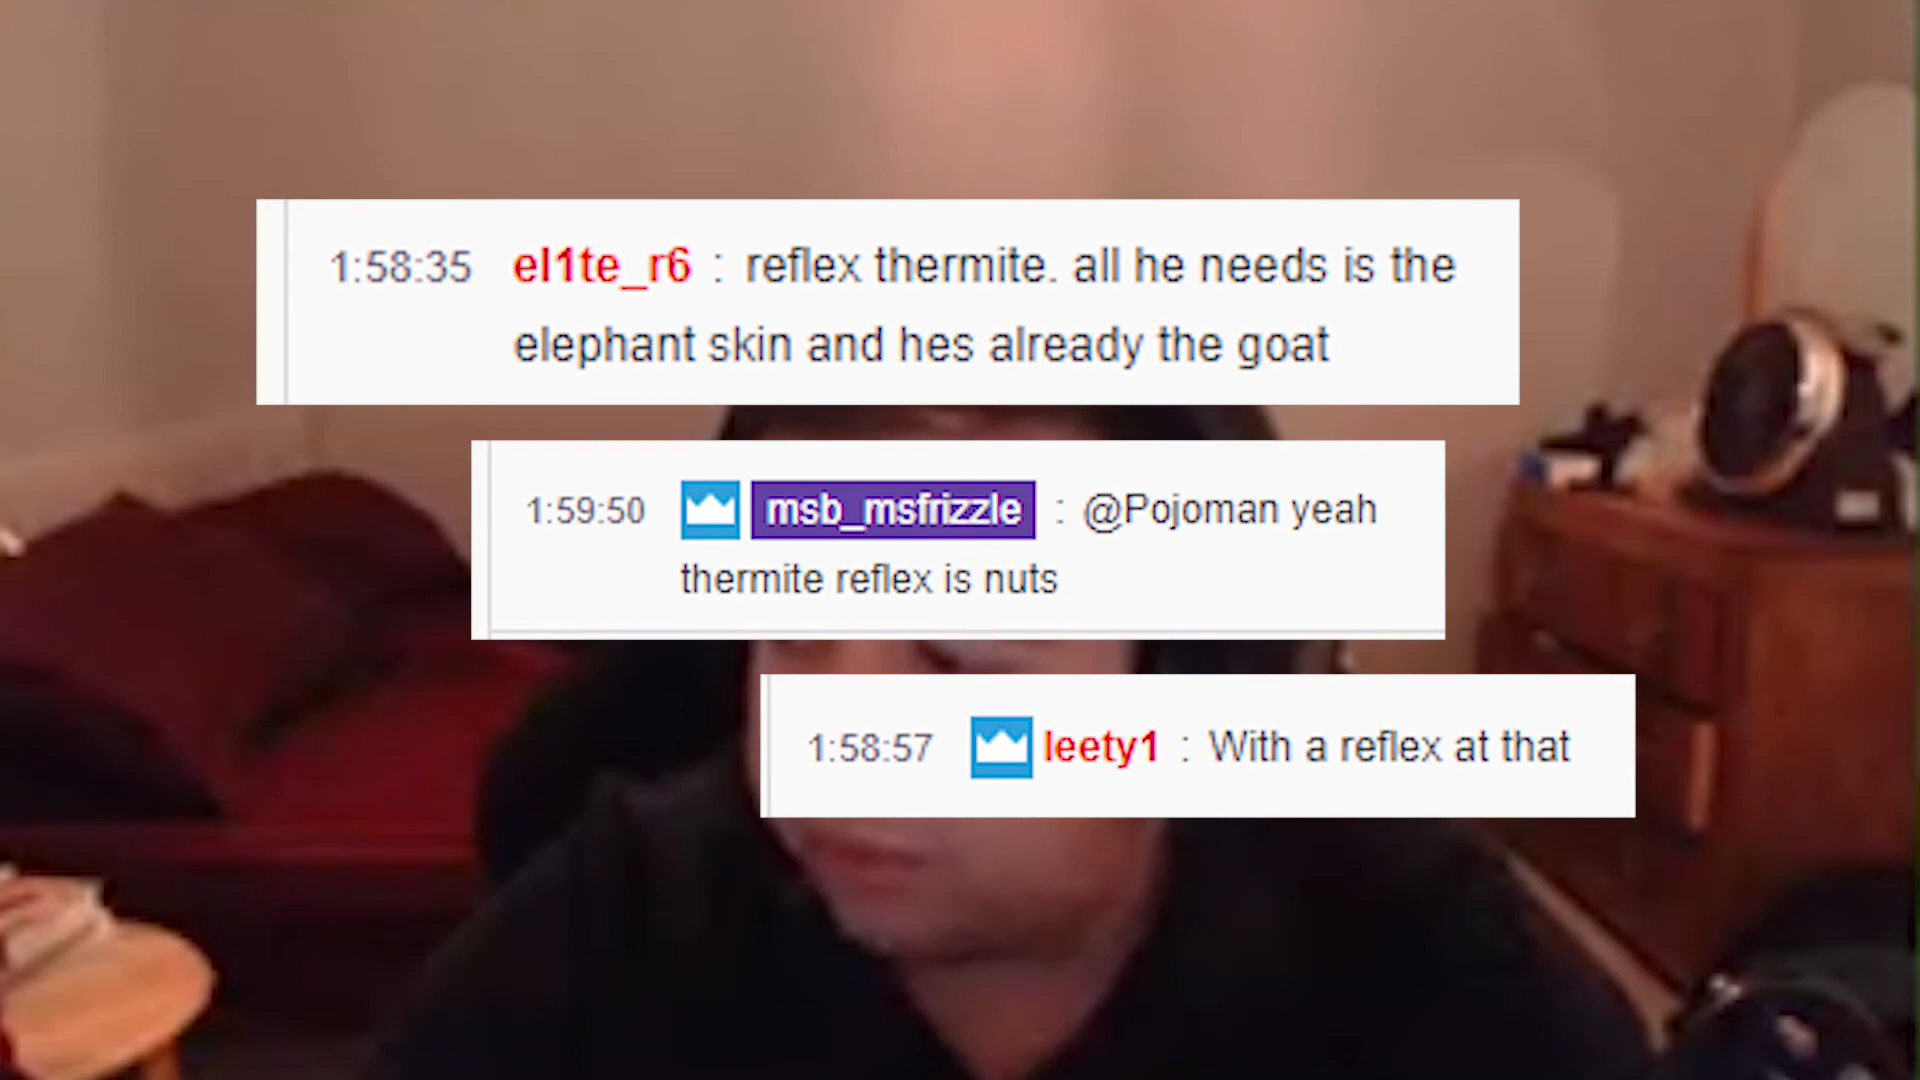 1:58:35 el1te_r6 : reflex thermite. all he needs is the
elephant skin and hes already the goat
1:59:50 msb_msfrizzle : @Pojoman yeah
thermite reflex is nuts
1:58:57 leety1 : With a reflex at that